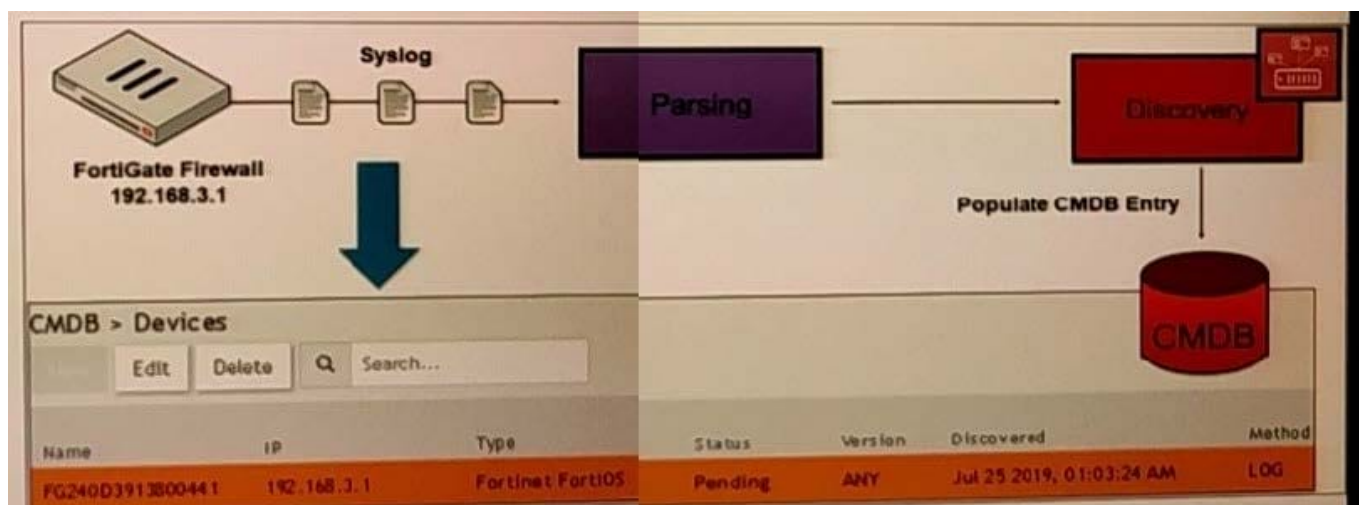 Syslog
Parsing
Discovery
FortiGate Firewall
192.168.3.1
Populate CMDB Entry
CMDB > Devices
CMDB
Edit Delete Search...
Name IP Type Status Version Discovered Method
FG240D3913800441 192.168.3.1 Fortinet FortiOS Pending ANY Jul 25 2019, 01:03:24 AM LOG